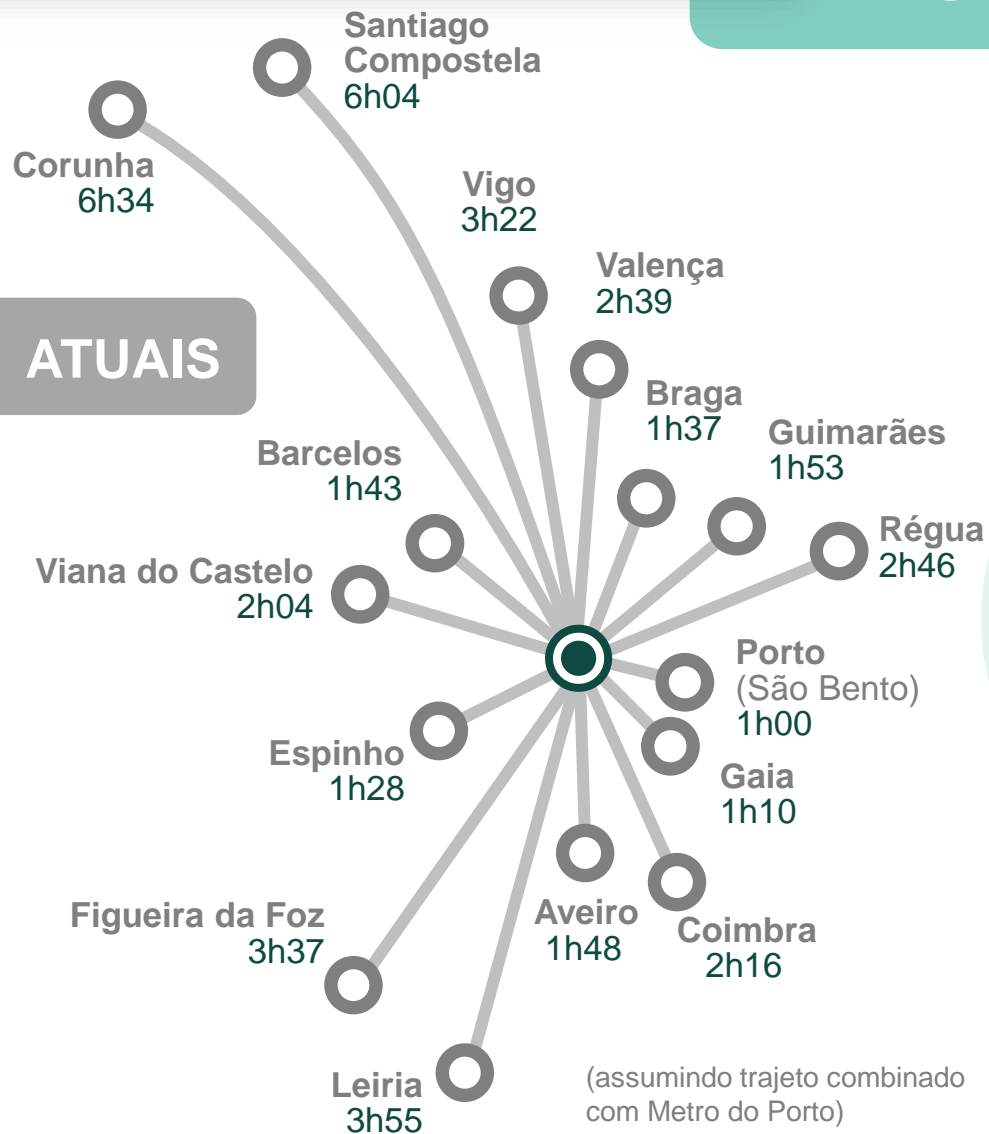 Santiago
Compostela
6h04
Corunha
6h34
Vigo
3h22
Valença
2h39
ATUAIS
Braga
1h37
Guimarães
1h53
Barcelos
1h43
Régua
2h46
Viana do Castelo
2h04
Porto
(São Bento)
1h00
Espinho
1h28
Gaia
1h10
Figueira da Foz
3h37
Aveiro
1h48
Coimbra
2h16
Leiria
3h55
(assumindo trajeto combinado
com Metro do Porto)